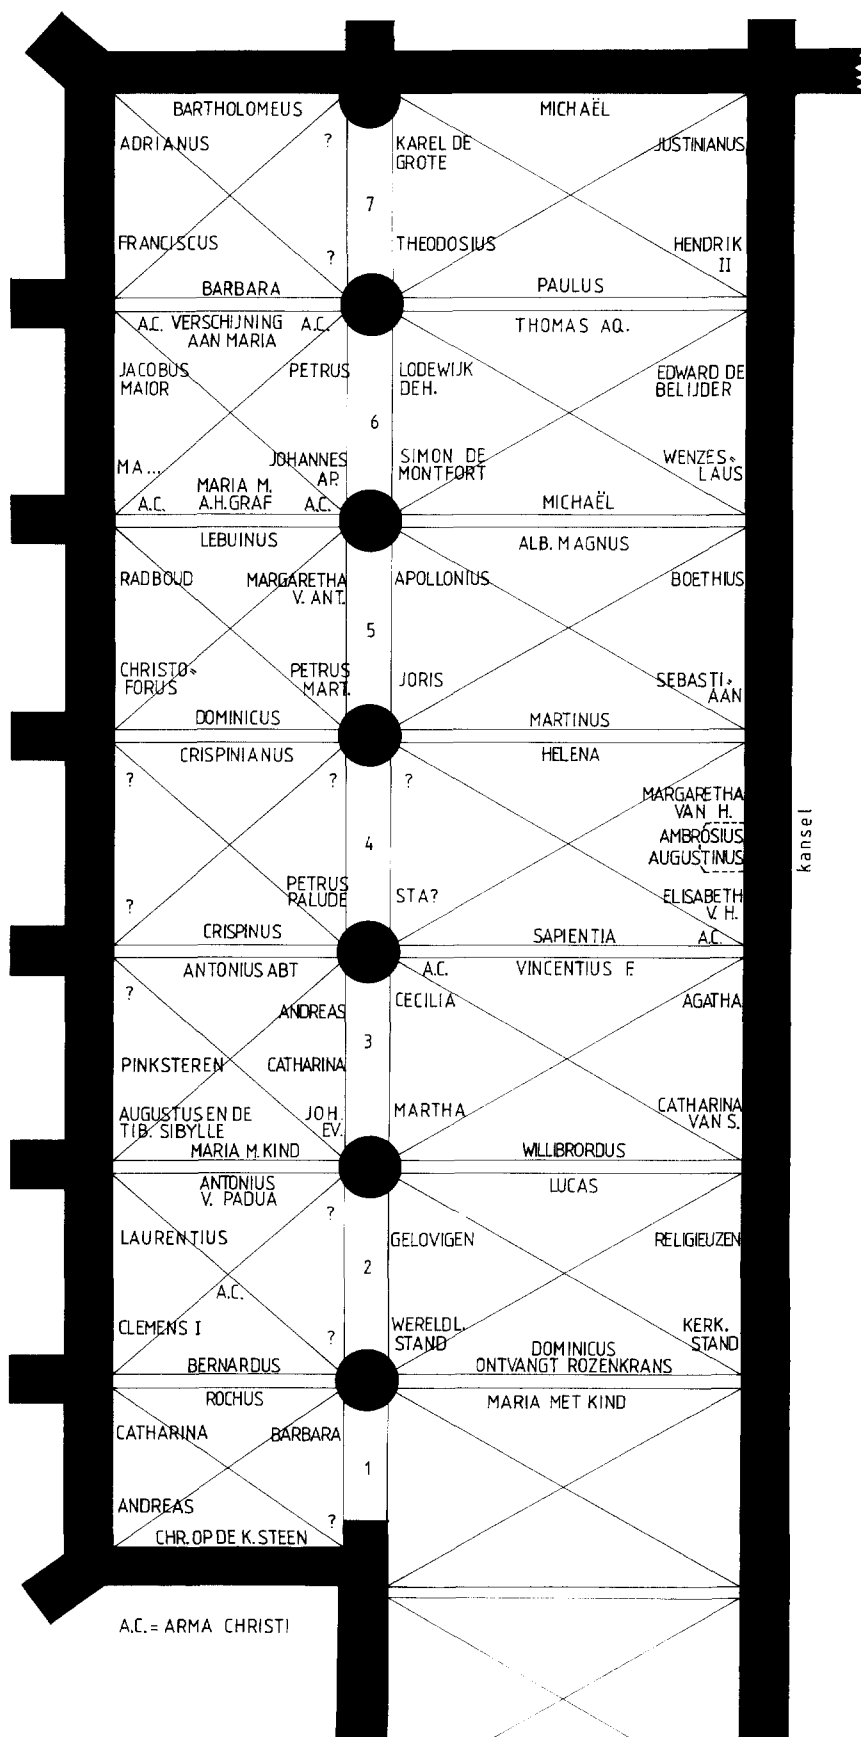 BARTHOLOMEUS
MICHAËL
ADRIANUS
?
KAREL DE
GROTE
JUSTINIANUS
7
FRANCISCUS
?
THEODOSIUS
HENDRIK
II
BARBARA
PAULUS
A.C. VERSCHIJNING A.C.
AAN MARIA
THOMAS AQ.
JACOBUS
MAIOR
PETRUS
LODEWIJK
DEH.
EDWARD DE
BELIJDER
6
MA...
JOHANNES
AP.
SIMON DE
MONTFORT
WENZES=
LAUS
MARIA M.
A.C. A.H.GRAF A.C.
MICHAËL
LEBUINUS
ALB. MAGNUS
RADBOUD
MARGARETHA
V. ANT.
APOLLONIUS
BOETHIUS
5
CHRISTO=
FORUS
PETRUS
MART.
JORIS
SEBASTI=
AAN
DOMINICUS
MARTINUS
CRISPINIANUS
HELENA
?
?
?
MARGARETHA
VAN H.
AMBROSIUS
AUGUSTINUS
kansel
4
?
PETRUS
PALUDE
STA?
ELISABETH
V. H.
CRISPINUS
SAPIENTIA
A.C.
ANTONIUS ABT
A.C.
VINCENTIUS F.
?
ANDREAS
CECILIA
AGATHA
3
PINKSTEREN
CATHARINA
AUGUSTUS EN DE
TIB. SIBYLLE
JOH.
EV.
MARTHA
CATHARINA
VAN S.
MARIA M. KIND
WILLIBRORDUS
ANTONIUS
V. PADUA
LUCAS
?
LAURENTIUS
GELOVIGEN
RELIGIEUZEN
2
A.C.
CLEMENS I
?
WERELDL.
STAND
KERK.
STAND
BERNARDUS
DOMINICUS
ONTVANGT ROZENKRANS
ROCHUS
MARIA MET KIND
CATHARINA
BARBARA
1
ANDREAS
?
CHR. OP DE K. STEEN
A.C. = ARMA CHRISTI